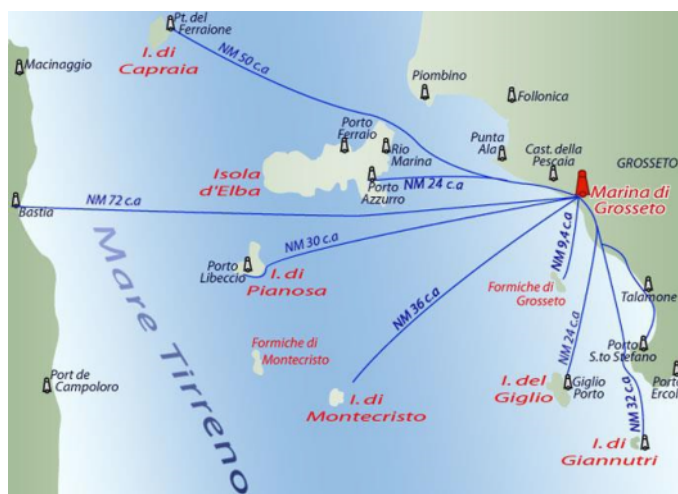 Pt. del
Ferraione
I. di
Capraia
Macinaggio
NM 50 c.a
Piombino
Follonica
Porto
Ferraio
Rio
Marina
Punta
Ala
Cast. della
Pescaia
GROSSETO
Isola
d'Elba
Porto
Azzurro
NM 24 c.a
Marina di
Grosseto
NM 72 c.a
Bastia
NM 30 c.a
Porto
Libeccio
I. di
Pianosa
NM 9,4 c.a
Formiche di
Grosseto
Talamone
NM 36 c.a
Mare Tirreno
Formiche di
Montecristo
NM 24 c.a
Porto
S.to Stefano
Port de
Campoloro
I. di
Montecristo
I. del
Giglio
Giglio
Porto
NM 32 c.a
Porto
Ercol
I. di
Giannutri